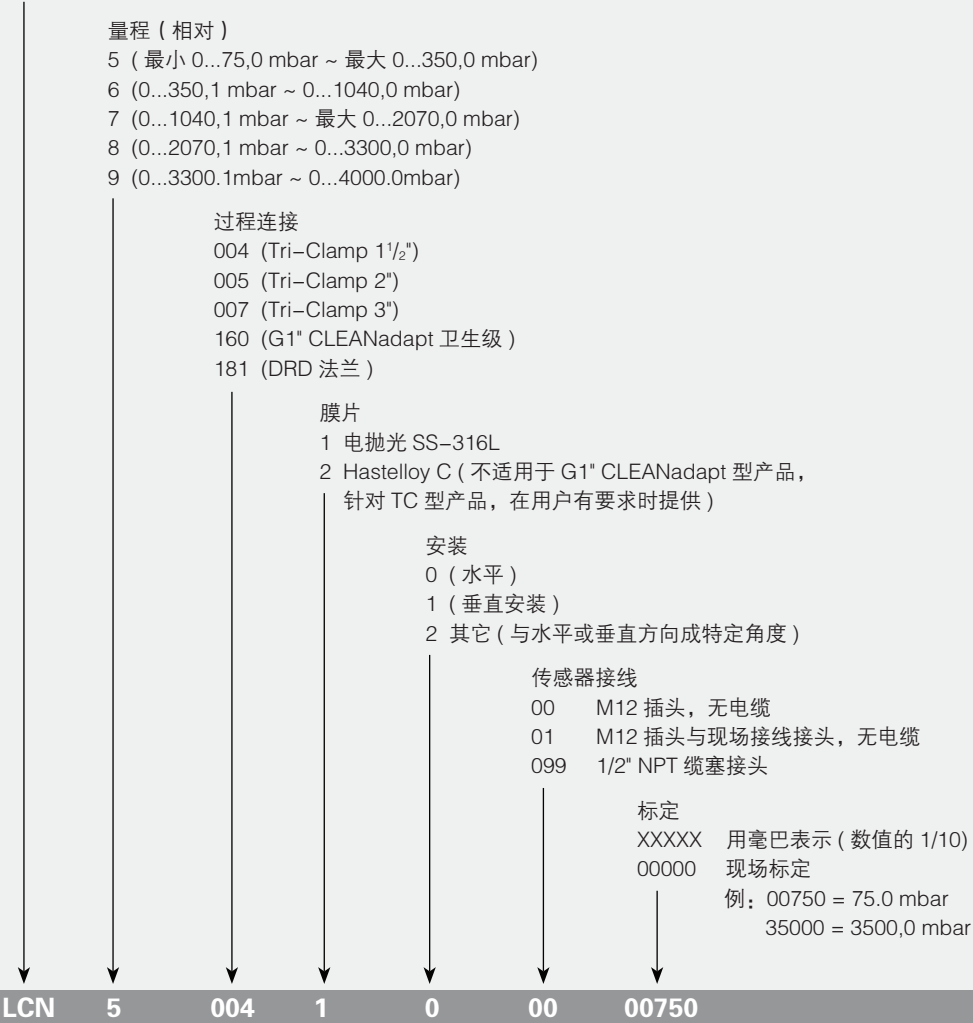 量程 ( 相对 )
5 ( 最小 0...75,0 mbar ~ 最大 0...350,0 mbar)
6 (0...350,1 mbar ~ 0...1040,0 mbar)
7 (0...1040,1 mbar ~ 最大 0...2070,0 mbar)
8 (0...2070,1 mbar ~ 0...3300,0 mbar)
9 (0...3300.1mbar ~ 0...4000.0mbar)
过程连接
004 (Tri–Clamp 1½")
005 (Tri–Clamp 2")
007 (Tri–Clamp 3")
160 (G1" CLEANadapt 卫生级 )
181 (DRD 法兰 )
膜片
1 电抛光 SS–316L
2 Hastelloy C ( 不适用于 G1" CLEANadapt 型产品，
针对 TC 型产品，在用户有要求时提供 )
安装
0 ( 水平 )
1 ( 垂直安装 )
2 其它 ( 与水平或垂直方向成特定角度 )
传感器接线
00 M12 插头，无电缆
01 M12 插头与现场接线接头，无电缆
099 1/2" NPT 缆塞接头
标定
XXXXX 用毫巴表示 ( 数值的 1/10)
00000 现场标定
例：00750 = 75.0 mbar
35000 = 3500,0 mbar
LCN 5 004 1 0 00 00750